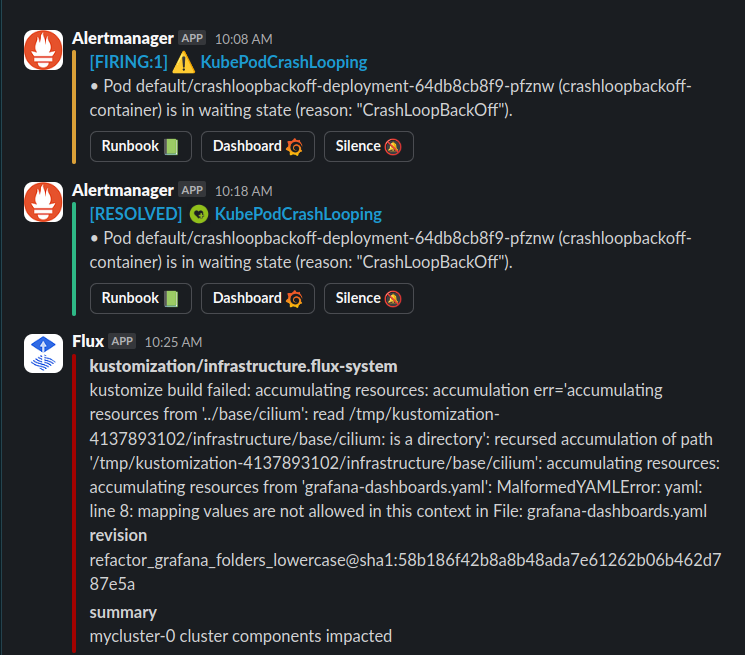 Alertmanager APP 10:08 AM
[FIRING:1] ⚠️ KubePodCrashLooping
• Pod default/crashloopbackoff-deployment-64db8cb8f9-pfznw (crashloopbackoff-
container) is in waiting state (reason: "CrashLoopBackOff").
Runbook Dashboard Silence
Alertmanager APP 10:18 AM
[RESOLVED] KubePodCrashLooping
• Pod default/crashloopbackoff-deployment-64db8cb8f9-pfznw (crashloopbackoff-
container) is in waiting state (reason: "CrashLoopBackOff").
Runbook Dashboard Silence
Flux APP 10:25 AM
kustomization/infrastructure.flux-system
kustomize build failed: accumulating resources: accumulation err='accumulating
resources from '../base/cilium': read /tmp/kustomization-
4137893102/infrastructure/base/cilium: is a directory': recursed accumulation of path
'/tmp/kustomization-4137893102/infrastructure/base/cilium': accumulating resources:
accumulating resources from 'grafana-dashboards.yaml': MalformedYAMLError: yaml:
line 8: mapping values are not allowed in this context in File: grafana-dashboards.yaml
revision
refactor_grafana_folders_lowercase@sha1:58b186f42b8a8b48ada7e61262b06b462d7
87e5a
summary
mycluster-0 cluster components impacted